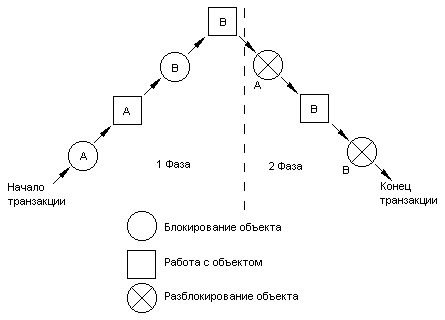 В
В
А
А
В
А
1 Фаза
2 Фаза
В
Начало
транзакции
Конец
транзакции
Блокирование объекта
Работа с объектом
Разблокирование объекта